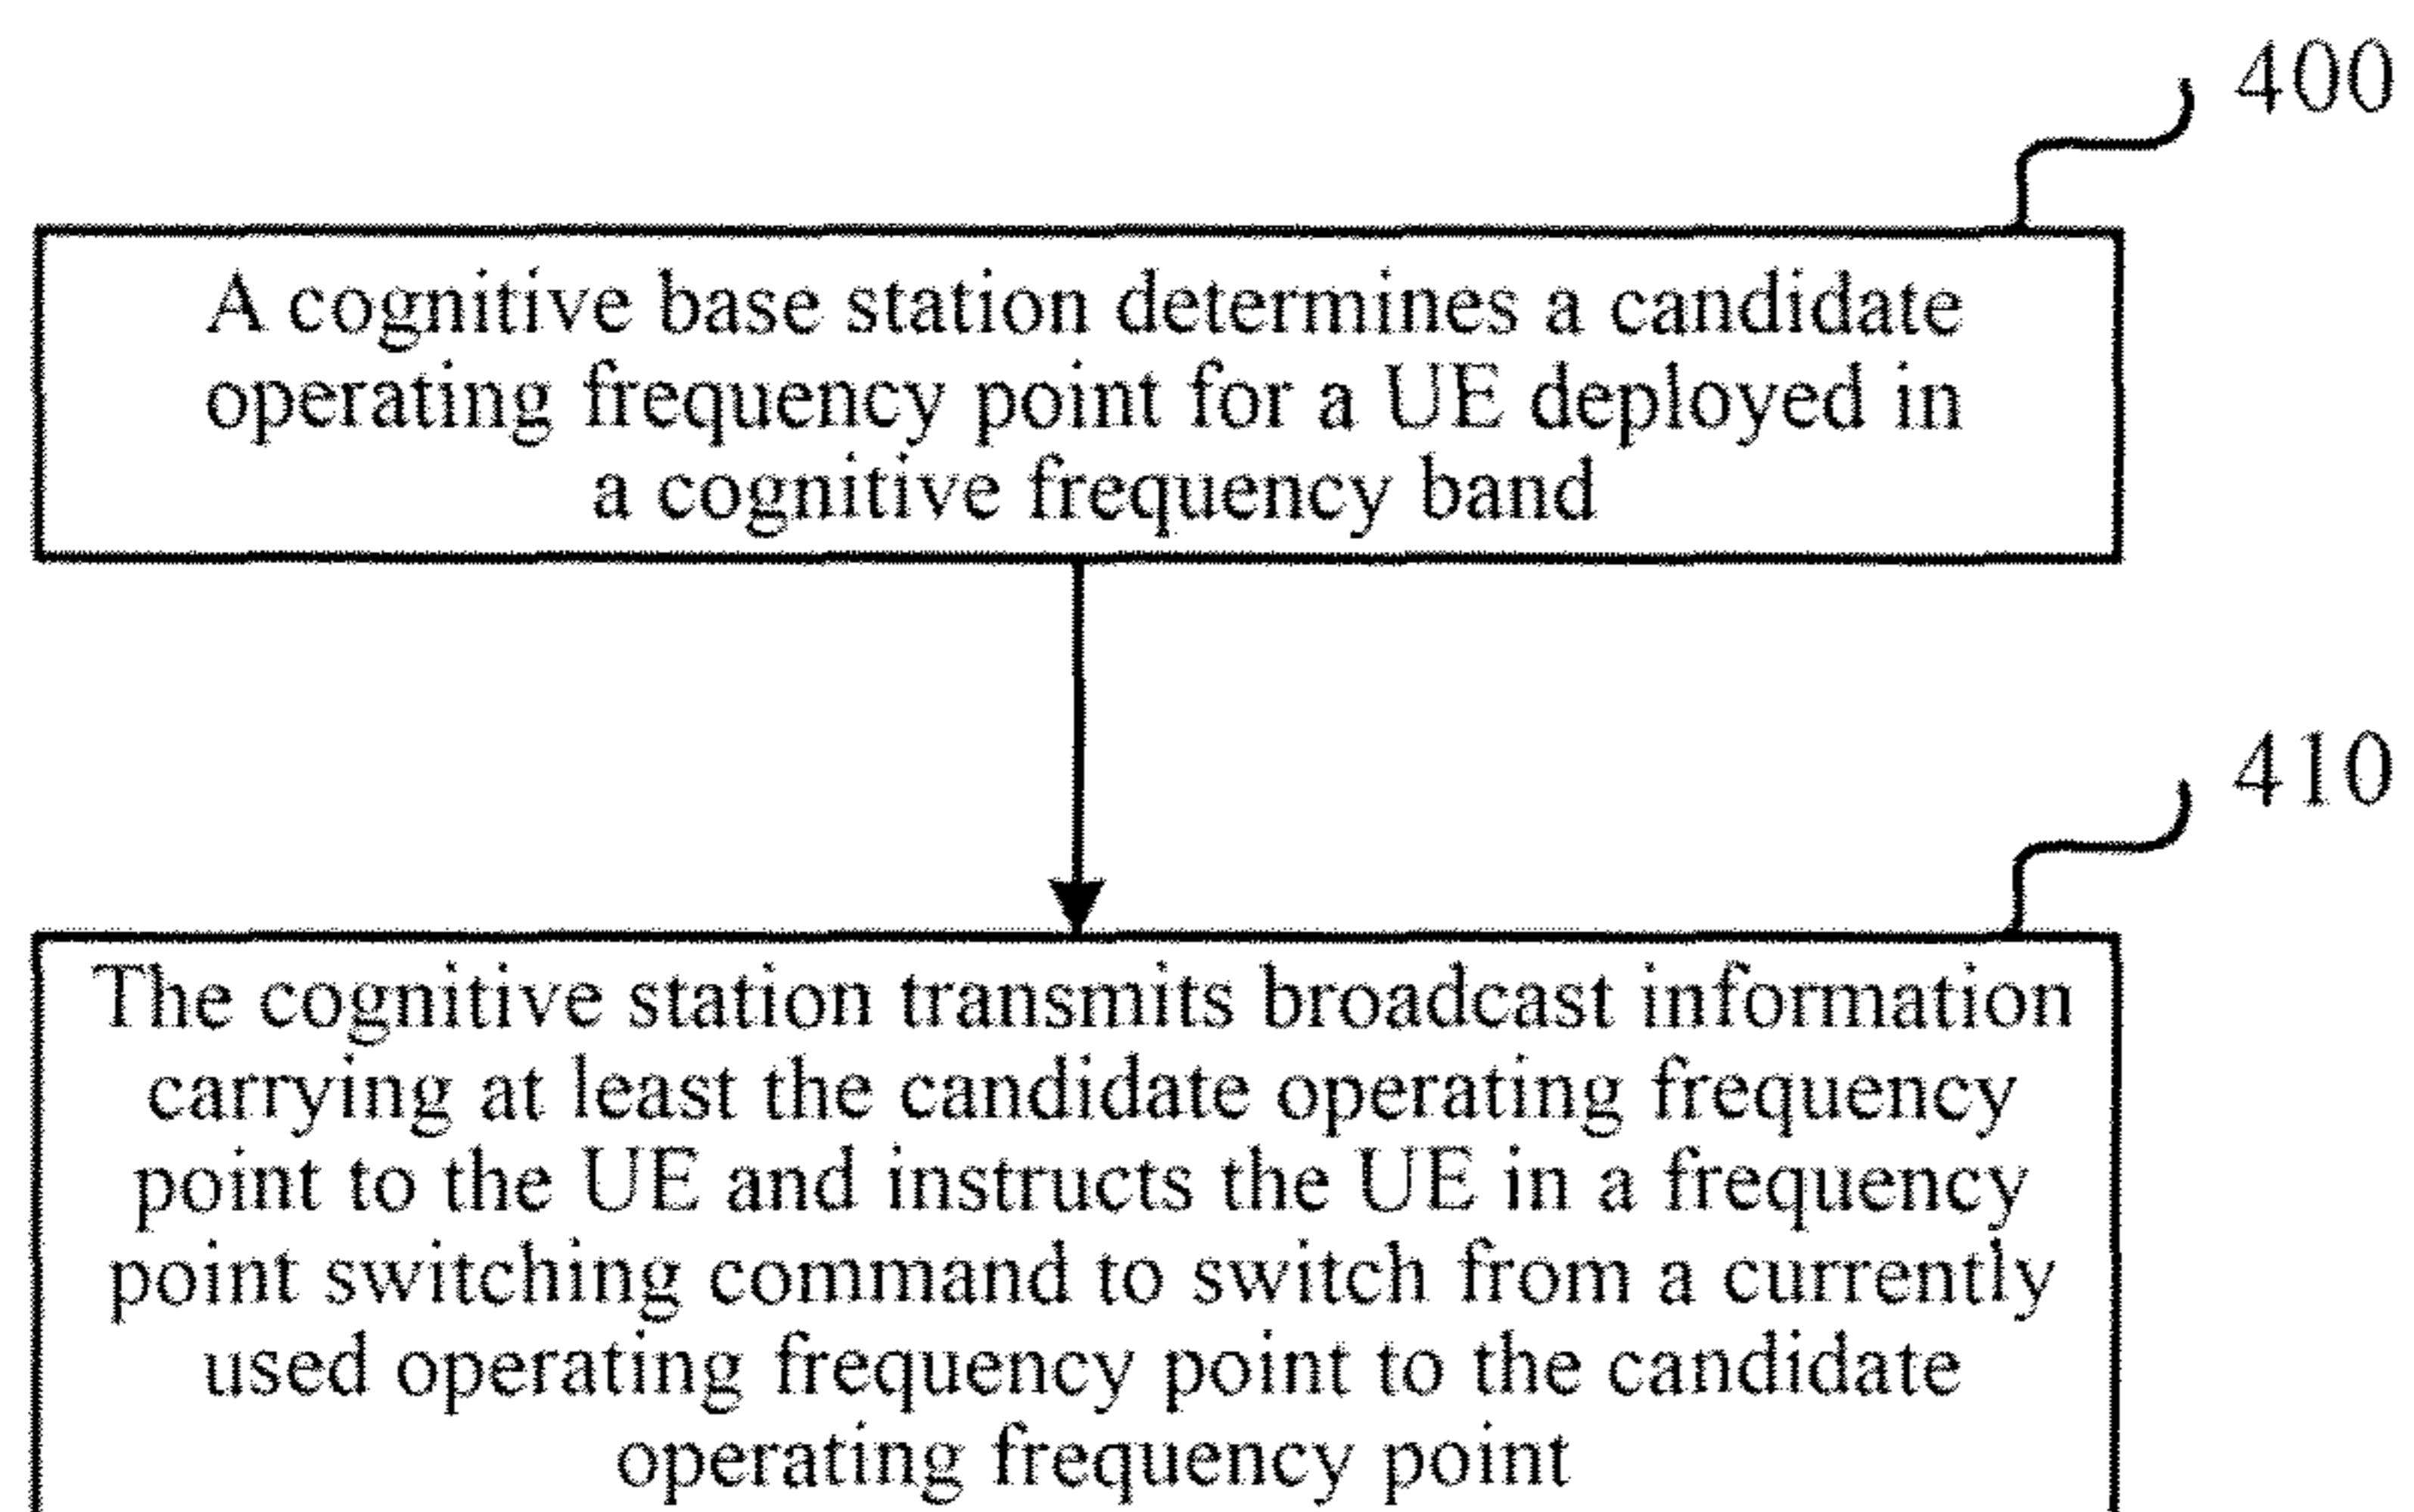 400
A cognitive base station determines a candidate
operating frequency point for a UE deployed in
a cognitive frequency band
410
The cognitive station transmits broadcast information
carrying at least the candidate operating frequency
point to the UE and instructs the UE in a frequency
point switching command to switch from a currently
used operating frequency point to the candidate
operating frequency point